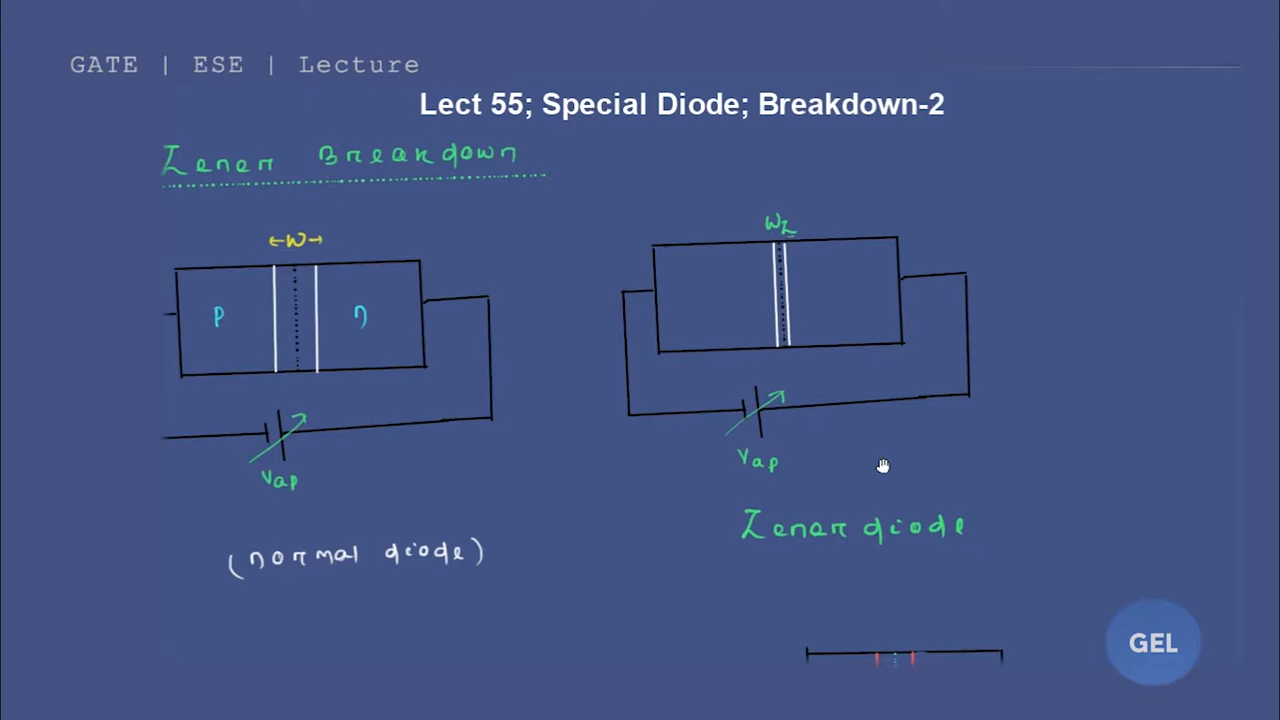 GATE | ESE | Lecture
Lect 55; Special Diode; Breakdown-2
Zener Breakdown
W
WZ
p
n
Vap
Vap
Zener diode
(normal diode)
GEL